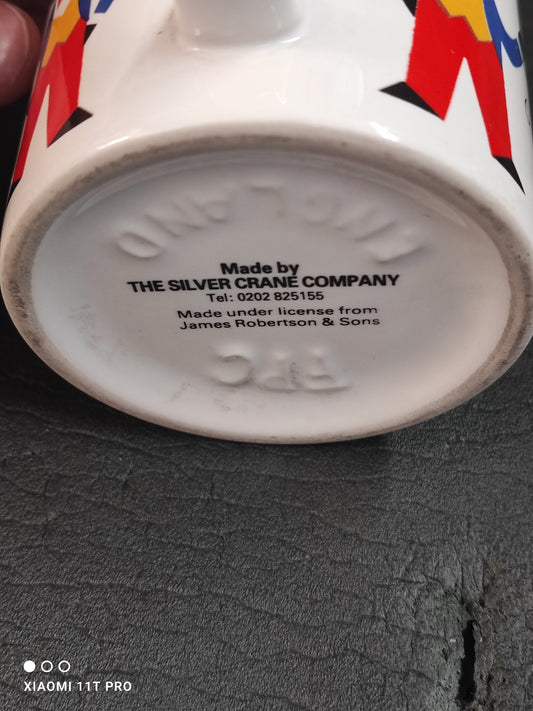 ENGLAND
Made by
THE SILVER CRANE COMPANY
Tel: 0202 825155
Made under license from
James Robertson & Sons
XIAOMI 11T PRO